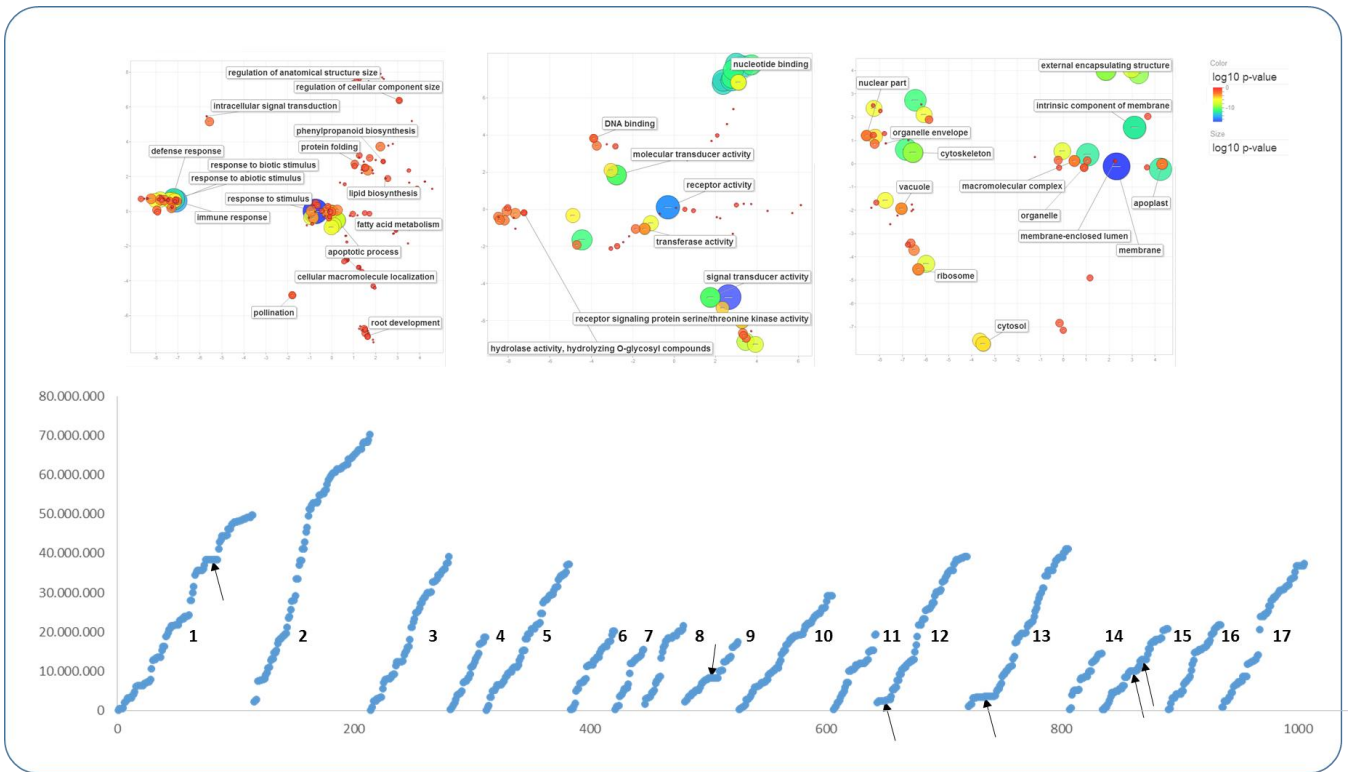 regulation of anatomical structure size
regulation of cellular component size
intracellular signal transduction
phenylpropanoid biosynthesis
protein folding
defense response
response to biotic stimulus
response to abiotic stimulus
lipid biosynthesis
response to stimulus
immune response
fatty acid metabolism
apoptotic process
cellular macromolecule localization
pollination
root development
nucleotide binding
DNA binding
molecular transducer activity
receptor activity
transferase activity
signal transducer activity
receptor signaling protein serine/threonine kinase activity
hydrolase activity, hydrolyzing O-glycosyl compounds
external encapsulating structure
nuclear part
intrinsic component of membrane
organelle envelope
cytoskeleton
macromolecular complex
vacuole
apoplast
organelle
membrane-enclosed lumen
membrane
ribosome
cytosol
Color
log10 p-value
0
-10
Size
log10 p-value
80.000.000
70.000.000
60.000.000
50.000.000
40.000.000
30.000.000
20.000.000
10.000.000
0
1 2 3 4 5 6 7 8 9 10 11 12 13 14 15 16 17
0 200 400 600 800 1000